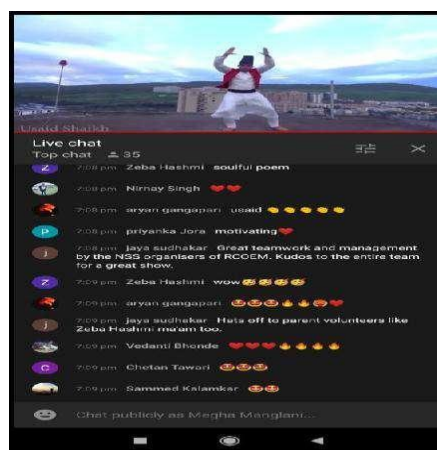 Usaid Shaikh
Live chat
Top chat 35
7:08 pm Zeba Hashmi soulful poem
7:08 pm Nirnay Singh ❤️❤️
7:08 pm aryan gangapari usaid 👏👏👏👏👏
7:08 pm priyanka Jora motivating❤️
7:08 pm jaya sudhakar Great teamwork and management
by the NSS organisers of RCOEM. Kudos to the entire team
for a great show.
7:09 pm Zeba Hashmi wow🥳🥳🥳🥳
7:09 pm aryan gangapari 🤩🤩🤩🔥🔥😍❤️
7:09 pm jaya sudhakar Hats off to parent volunteers like
Zeba Hashmi ma'am too.
7:09 pm Vedanti Bhonde ❤️❤️❤️🔥🔥🔥🔥
7:09 pm Chetan Tawari 🤩🤩🤩
7:09 pm Sammed Kalamkar 🤩🤩
Chat publicly as Megha Manglani...